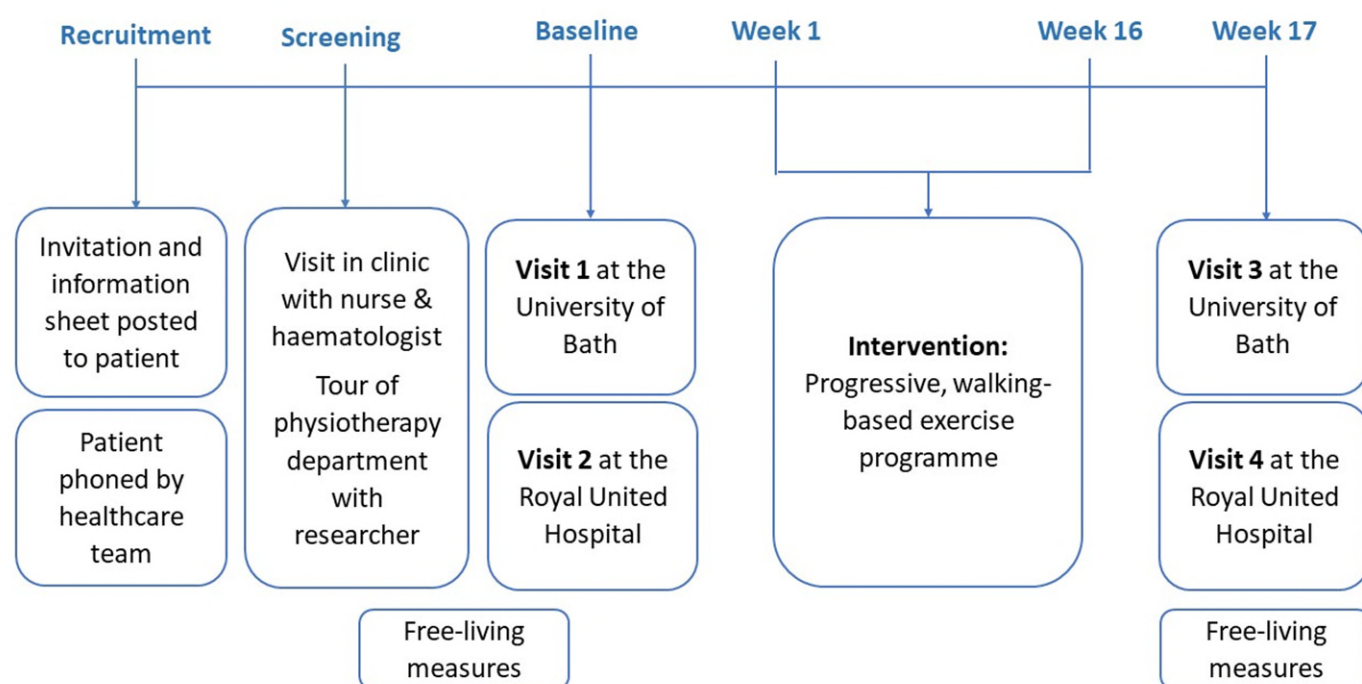 Recruitment
Screening
Baseline
Week 1
Week 16
Week 17
Invitation and
information
sheet posted
to patient
Patient
phoned by
healthcare
team
Visit in clinic
with nurse &
haematologist
Tour of
physiotherapy
department
with
researcher
Visit 1 at the
University of
Bath
Visit 2 at the
Royal United
Hospital
Free-living
measures
Intervention:
Progressive, walking-
based exercise
programme
Visit 3 at the
University of
Bath
Visit 4 at the
Royal United
Hospital
Free-living
measures